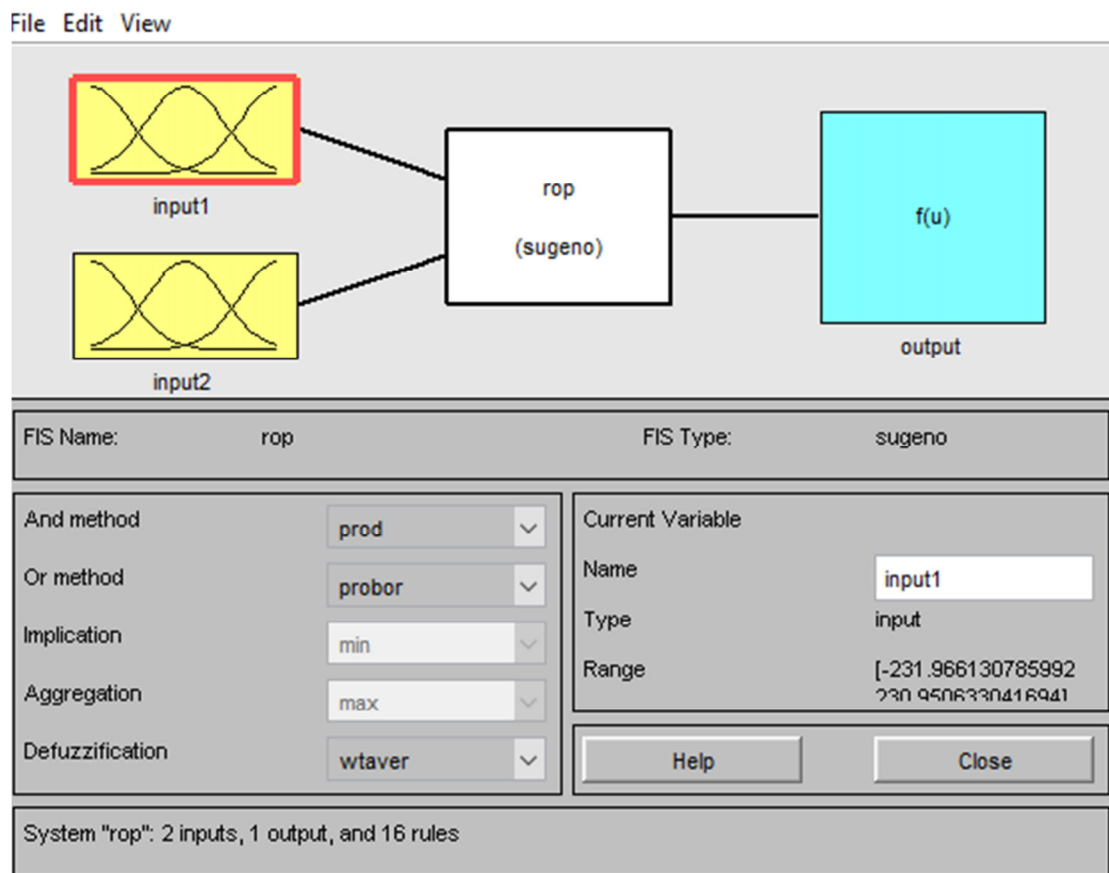 File Edit View
input1
input2
rop
(sugeno)
f(u)
output
FIS Name: rop FIS Type: sugeno
And method prod
Or method probor
Implication min
Aggregation max
Defuzzification wtaver
Current Variable
Name input1
Type input
Range [-231.966130785992
230.950633041694]
Help Close
System "rop": 2 inputs, 1 output, and 16 rules